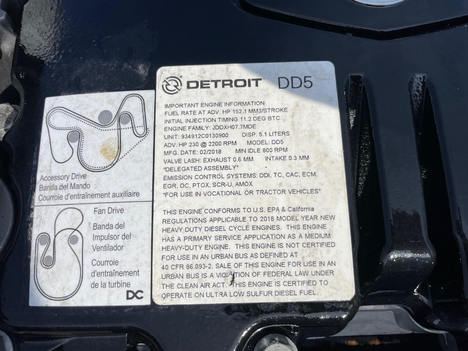 DETROIT DD5
IMPORTANT ENGINE INFORMATION
FUEL RATE AT ADV. HP 152.1 MM3/STROKE
INITIAL INJECTION TIMING 11.2 DEG BTC
ENGINE FAMILY: JDDXH07.7MDE
UNIT: 934912C0130900 DISP. 5.1 LITERS
ADV. HP 230 @ 2200 RPM MODEL: DD5
MFG. DATE: 02/2018 MIN IDLE 600 RPM
VALVE LASH: EXHAUST 0.6 MM INTAKE 0.3 MM
"DELEGATED ASSEMBLY"
EMISSION CONTROL SYSTEMS: DDI, TC, CAC, ECM,
EGR, OC, PTOX, SCR-U, AMOX
"FOR USE IN VOCATIONAL OR TRACTOR VEHICLES"
THIS ENGINE CONFORMS TO U.S. EPA & California
REGULATIONS APPLICABLE TO 2018 MODEL YEAR NEW
HEAVY-DUTY DIESEL CYCLE ENGINES. THIS ENGINE
HAS A PRIMARY SERVICE APPLICATION AS A MEDIUM
HEAVY-DUTY ENGINE. THIS ENGINE IS NOT CERTIFIED
FOR USE IN AN URBAN BUS AS DEFINED AT
40 CFR 86.093-2. SALE OF THIS ENGINE FOR USE IN AN
URBAN BUS IS A VIOLATION OF FEDERAL LAW UNDER
THE CLEAN AIR ACT. THIS ENGINE IS CERTIFIED TO
OPERATE ON ULTRA LOW SULFUR DIESEL FUEL.
Accessory Drive
Banda del Mando
Courroie d'entraînement auxiliaire
Fan Drive
Banda del
Impulsor del
Ventilador
Courroie
d'entraînement
de la turbine
DC